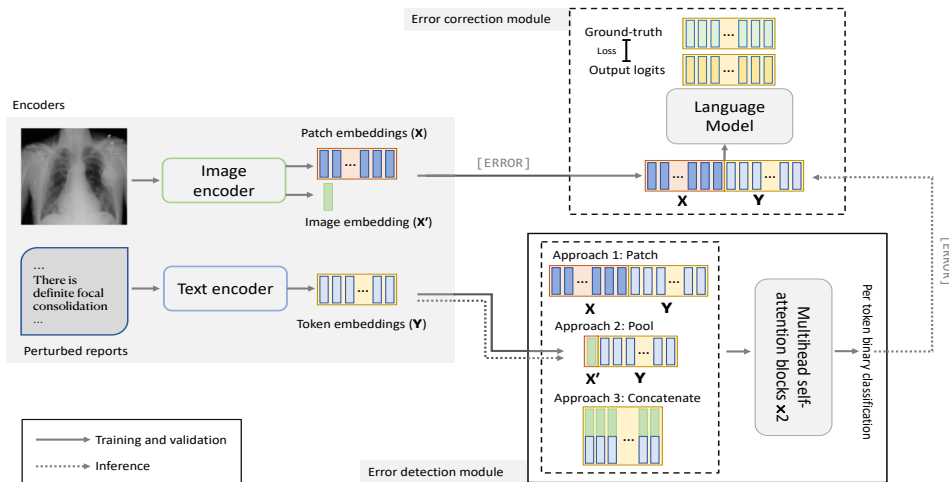 Error correction module
Ground-truth
Loss
Output logits
Language
Model
...
...
Encoders
Patch embeddings (X)
Image
encoder
...
Image embedding (X’)
[ERROR]
...
...
X
Y
...
There is
definite focal
consolidation
...
Text encoder
...
Token embeddings (Y)
Perturbed reports
Approach 1: Patch
...
...
X
Y
Approach 2: Pool
...
X’
Y
Approach 3: Concatenate
...
Multihead self-
attention blocks x2
Per token binary classification
[ERROR]
Training and validation
Inference
Error detection module